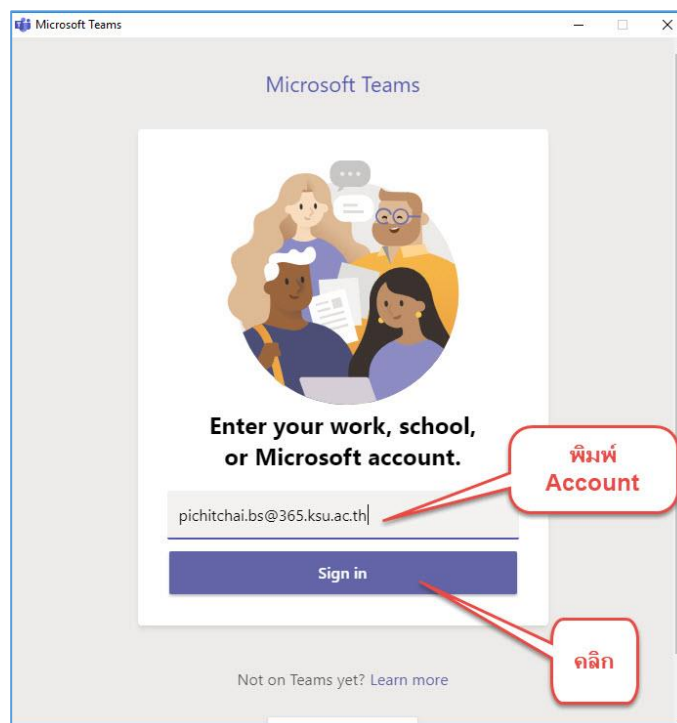 Microsoft Teams
Microsoft Teams
Enter your work, school,
or Microsoft account.
พิมพ์
Account
pichitchai.bs@365.ksu.ac.th
Sign in
คลิก
Not on Teams yet? Learn more